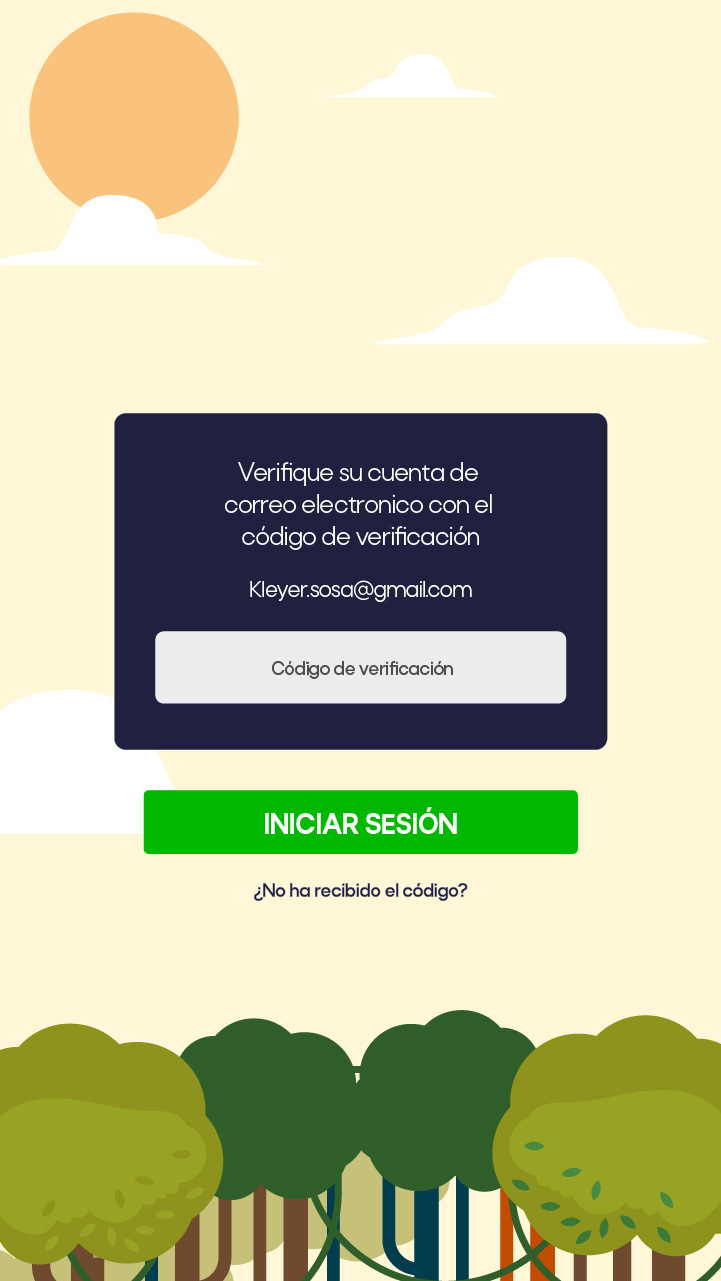 Verifique su cuenta de
correo electronico con el
código de verificación
Kleyer.sosa@gmail.com
Código de verificación
INICIAR SESIÓN
¿No ha recibido el código?